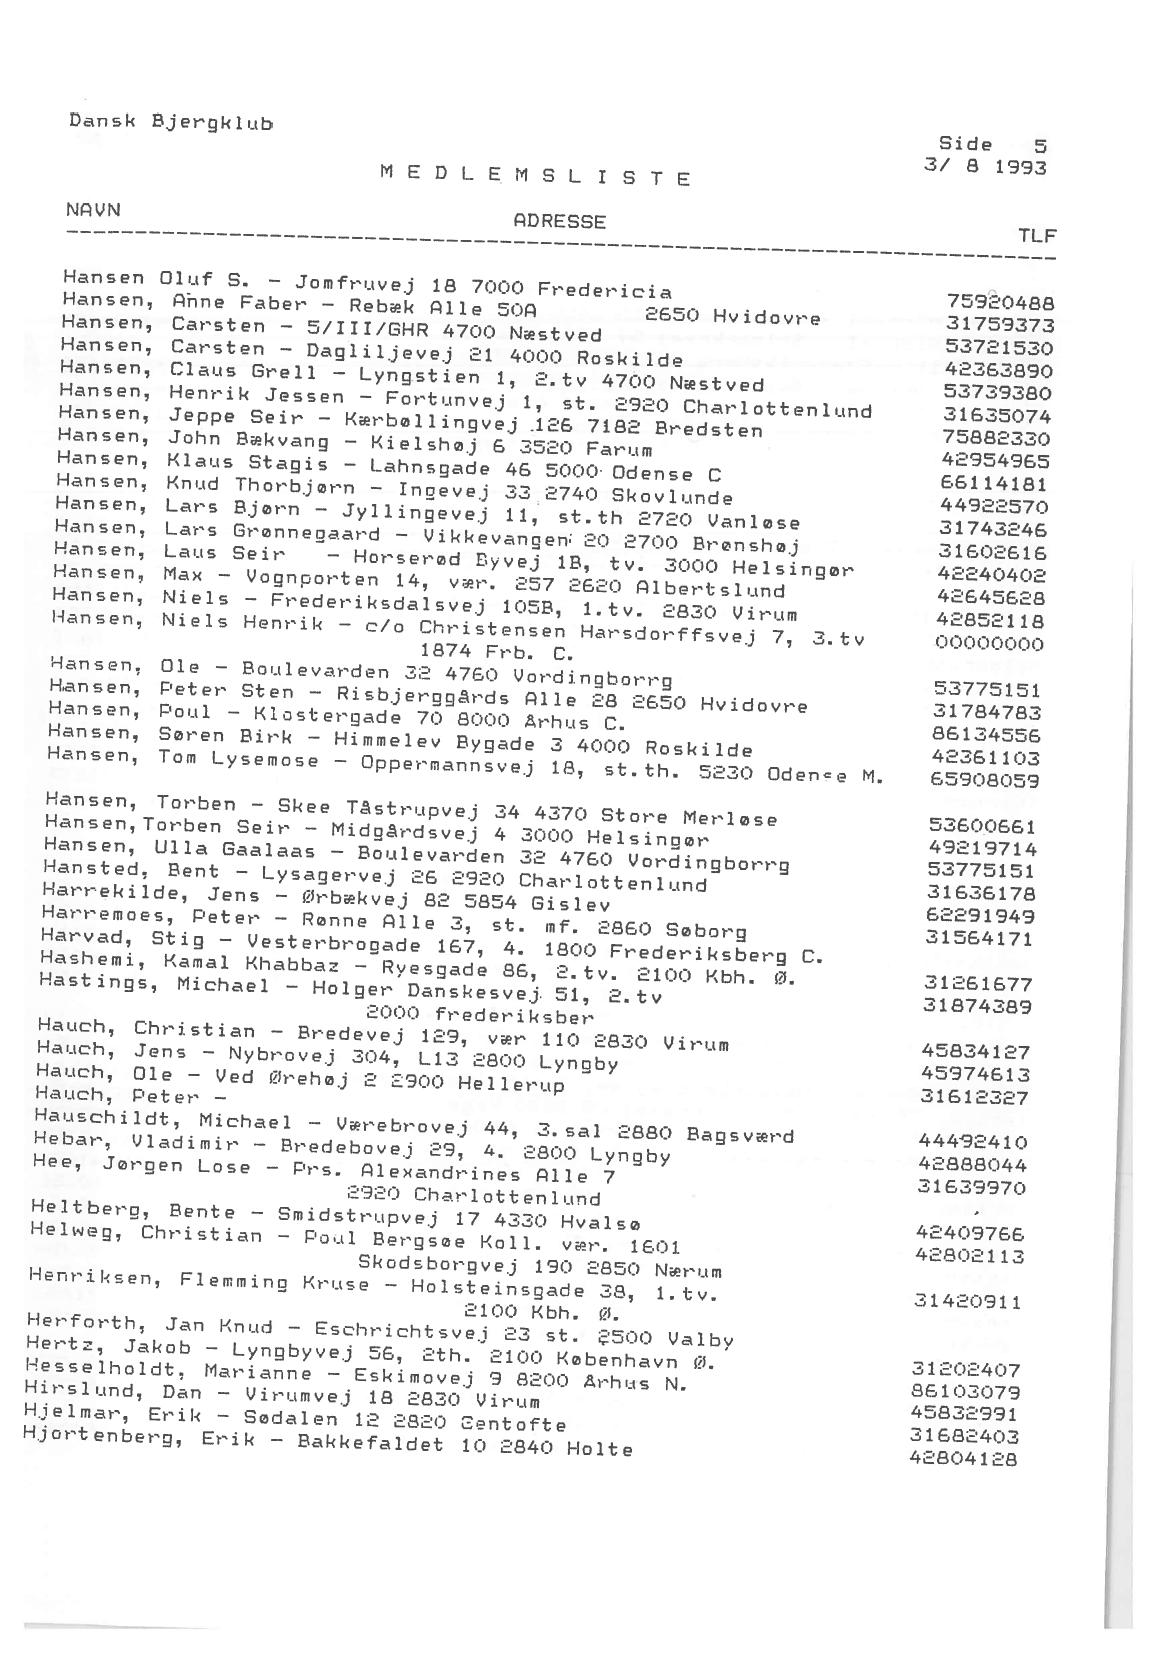 Dansk Bjergklub
Side 5
M E D L E M S L I S T E
3/ 8 1993
NAVN ADRESSE TLF
Hansen Oluf S. - Jomfruvej 18 7000 Fredericia 75920488
Hansen, Anne Faber - Rebæk Alle 50A 2650 Hvidovre 31759373
Hansen, Carsten - 5/III/GHR 4700 Næstved 53721530
Hansen, Carsten - Dagliljevej 21 4000 Roskilde 42363890
Hansen, Claus Grell - Lyngstien 1, 2.tv 4700 Næstved 53739380
Hansen, Henrik Jessen - Fortunvej 1, st. 2920 Charlottenlund 31635074
Hansen, Jeppe Seir - Kærbøllingvej 126 7182 Bredsten 75882330
Hansen, John Bækvang - Kielshøj 6 3520 Farum 42954965
Hansen, Klaus Stagis - Lahnsgade 46 5000 Odense C 66114181
Hansen, Knud Thorbjørn - Ingevej 33 2740 Skovlunde 44922570
Hansen, Lars Bjørn - Jyllingevej 11, st.th 2720 Vanløse 31743246
Hansen, Lars Grønnegaard - Vikkevangen 20 2700 Brønshøj 31602616
Hansen, Laus Seir - Horserød Byvej 1B, tv. 3000 Helsingør 42240402
Hansen, Max - Vognporten 14, vær. 257 2620 Albertslund 42645628
Hansen, Niels - Frederiksdalsvej 105B, 1.tv. 2830 Virum 42852118
Hansen, Niels Henrik - c/o Christensen Harsdorffsvej 7, 3.tv 00000000
1874 Frb. C.
Hansen, Ole - Boulevarden 32 4760 Vordingborrg 53775151
Hansen, Peter Sten - Risbjerggårds Alle 28 2650 Hvidovre 31784783
Hansen, Poul - Klostergade 70 8000 Århus C. 86134556
Hansen, Søren Birk - Himmelev Bygade 3 4000 Roskilde 42361103
Hansen, Tom Lysemose - Oppermannsvej 18, st.th. 5230 Odense M. 65908059
Hansen, Torben - Skee Tåstrupvej 34 4370 Store Merløse 53600661
Hansen, Torben Seir - Midgårdsvej 4 3000 Helsingør 49219714
Hansen, Ulla Gaalaas - Boulevarden 32 4760 Vordingborrg 53775151
Hansted, Bent - Lysagervej 26 2920 Charlottenlund 31636178
Harrekilde, Jens - Ørbækvej 82 5854 Gislev 62291949
Harremoes, Peter - Rønne Alle 3, st. mf. 2860 Søborg 31564171
Harvad, Stig - Vesterbrogade 167, 4. 1800 Frederiksberg C.
Hashemi, Kamal Khabbaz - Ryesgade 86, 2.tv. 2100 Kbh. Ø. 31261677
Hastings, Michael - Holger Danskesvej 51, 2.tv 31874389
2000 frederiksber
Hauch, Christian - Bredevej 129, vær 110 2830 Virum 45834127
Hauch, Jens - Nybrovej 304, L13 2800 Lyngby 45974613
Hauch, Ole - Ved Ørehøj 2 2900 Hellerup 31612327
Hauch, Peter -
Hauschildt, Michael - Værebrovej 44, 3.sal 2880 Bagsværd 44492410
Hebar, Vladimir - Bredebovej 29, 4. 2800 Lyngby 42888044
Hee, Jørgen Lose - Prs. Alexandrines Alle 7 31639970
2920 Charlottenlund
Heltberg, Bente - Smidstrupvej 17 4330 Hvalsø 42409766
Helweg, Christian - Poul Bergsøe Koll. vær. 1601 42802113
Skodsborgvej 190 2850 Nærum
Henriksen, Flemming Kruse - Holsteinsgade 38, 1.tv. 31420911
2100 Kbh. Ø.
Herforth, Jan Knud - Eschrichtsvej 23 st. 2500 Valby
Hertz, Jakob - Lyngbyvej 56, 2th. 2100 København Ø. 31202407
Hesselholdt, Marianne - Eskimovej 9 8200 Århus N. 86103079
Hirslund, Dan - Virumvej 18 2830 Virum 45832991
Hjelmar, Erik - Sødalen 12 2820 Gentofte 31682403
Hjortenberg, Erik - Bakkefaldet 10 2840 Holte 42804128